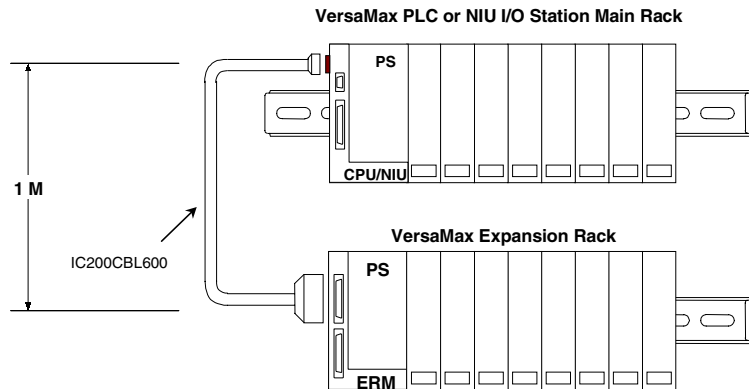 VersaMax PLC or NIU I/O Station Main Rack
PS
CPU/NIU
1 M
IC200CBL600
VersaMax Expansion Rack
PS
ERM